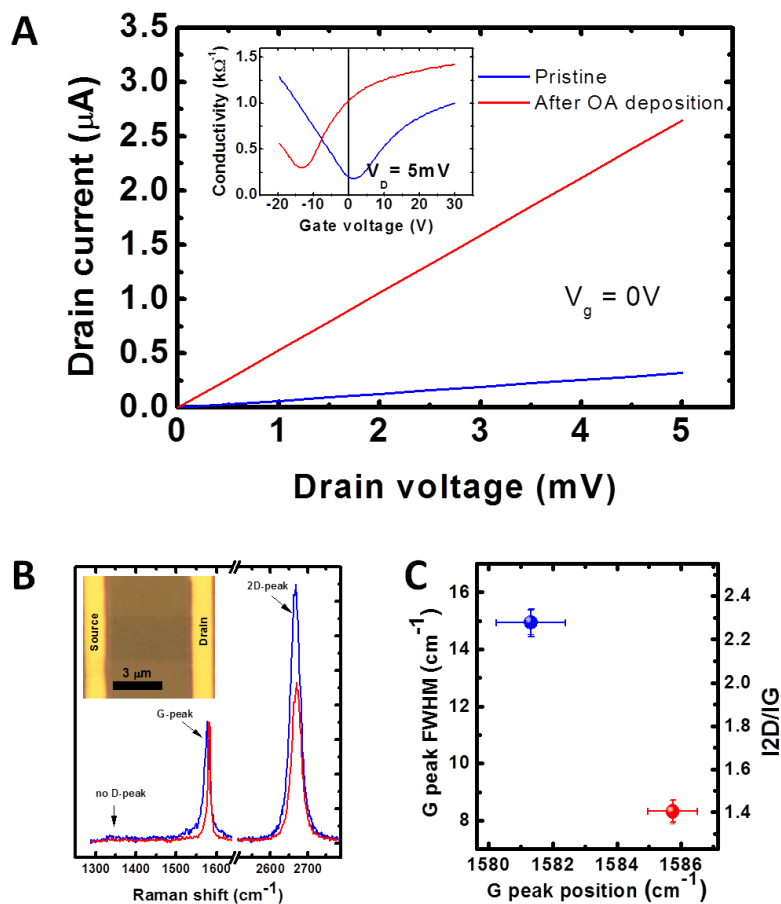 A
Drain current (μA)
3.5
3.0
2.5
2.0
1.5
1.0
0.5
0.0
Conductivity (kΩ⁻¹)
1.5
1.0
0.5
0.0
V_D = 5mV
-20 -10 0 10 20 30
Gate voltage (V)
Pristine
After OA deposition
V_g = 0V
0 1 2 3 4 5
Drain voltage (mV)
B
Source
Drain
3 μm
2D-peak
G-peak
no D-peak
1300 1400 1500 1600 2600 2700
Raman shift (cm⁻¹)
C
G peak FWHM (cm⁻¹)
16
14
12
10
8
2.4
2.2
2.0
1.8
1.6
1.4
I2D/IG
1580 1582 1584 1586
G peak position (cm⁻¹)